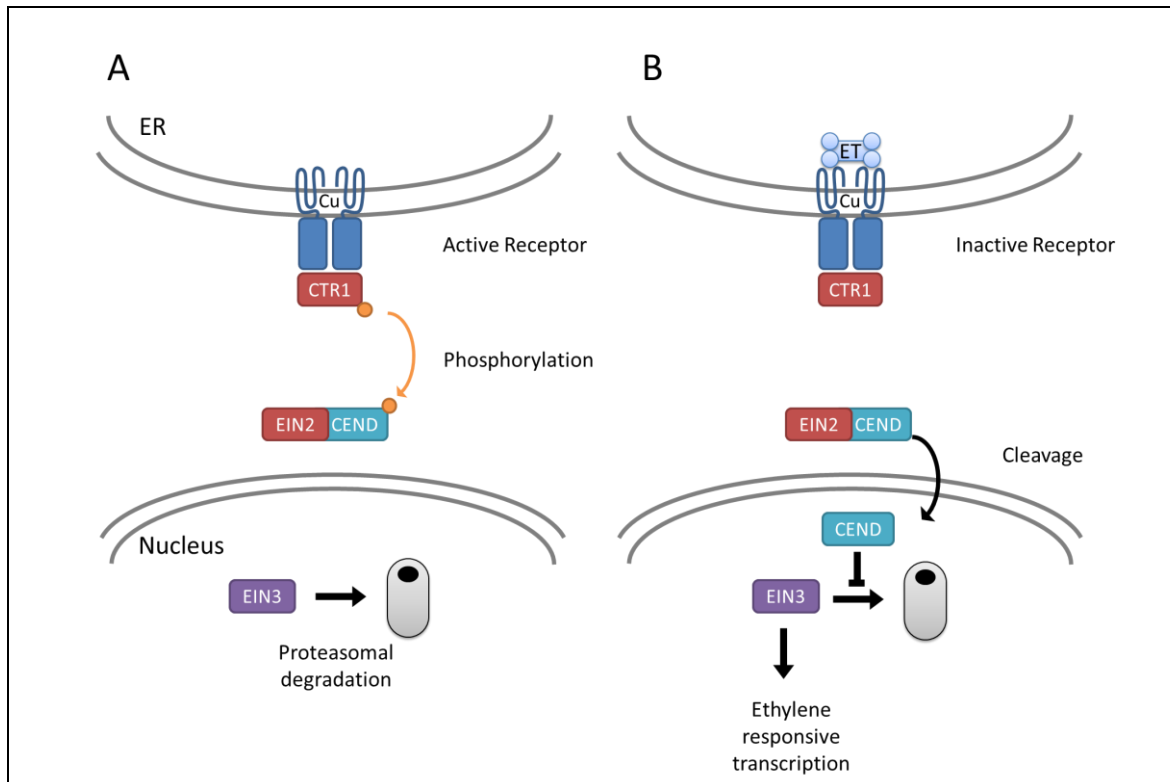 A
ER
Cu
Active Receptor
CTR1
Phosphorylation
EIN2 CEND
Nucleus
EIN3
Proteasomal
degradation
B
ET
Cu
Inactive Receptor
CTR1
EIN2 CEND
Cleavage
CEND
EIN3
Ethylene
responsive
transcription